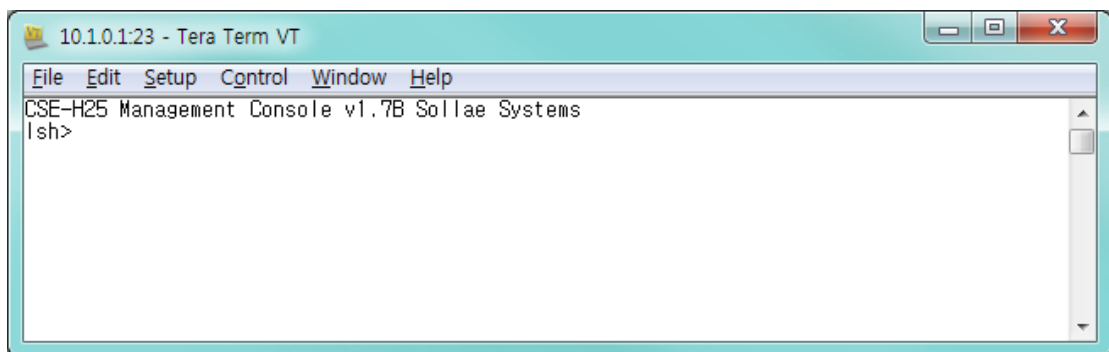 10.1.0.1:23 - Tera Term VT
File Edit Setup Control Window Help
CSE-H25 Management Console v1.7B Sollae Systems
lsh>